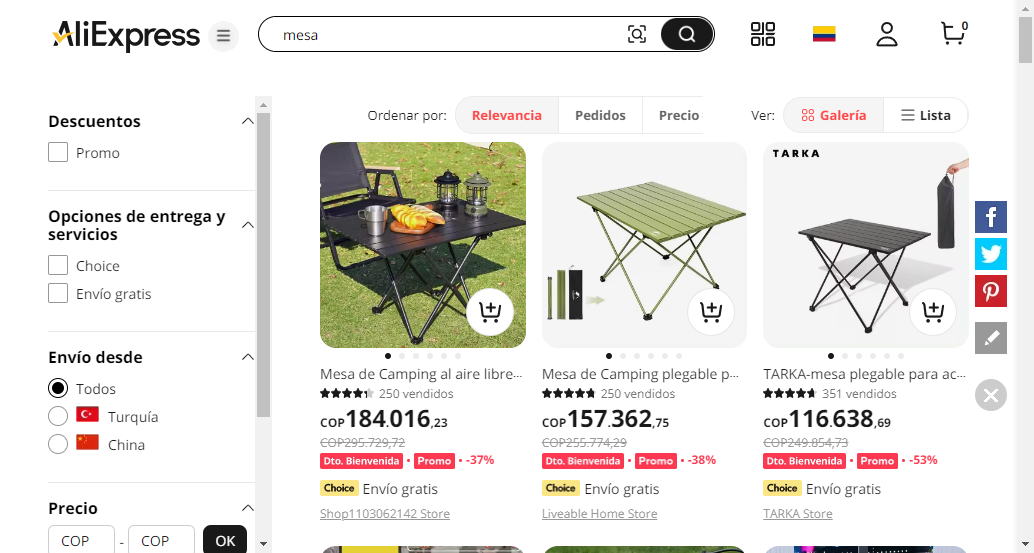 AliExpress
mesa
0
Descuentos
Promo
Opciones de entrega y
servicios
Choice
Envío gratis
Envío desde
Todos
Turquía
China
Precio
COP - COP OK
Ordenar por: Relevancia Pedidos Precio
Ver: Galería Lista
TARKA
Mesa de Camping al aire libre...
250 vendidos
COP184.016,23
COP295.729,72
Dto. Bienvenida • Promo • -37%
Choice Envío gratis
Shop1103062142 Store
Mesa de Camping plegable p...
250 vendidos
COP157.362,75
COP255.774,29
Dto. Bienvenida • Promo • -38%
Choice Envío gratis
Liveable Home Store
TARKA-mesa plegable para ac...
351 vendidos
COP116.638,69
COP249.854,73
Dto. Bienvenida • Promo • -53%
Choice Envío gratis
TARKA Store